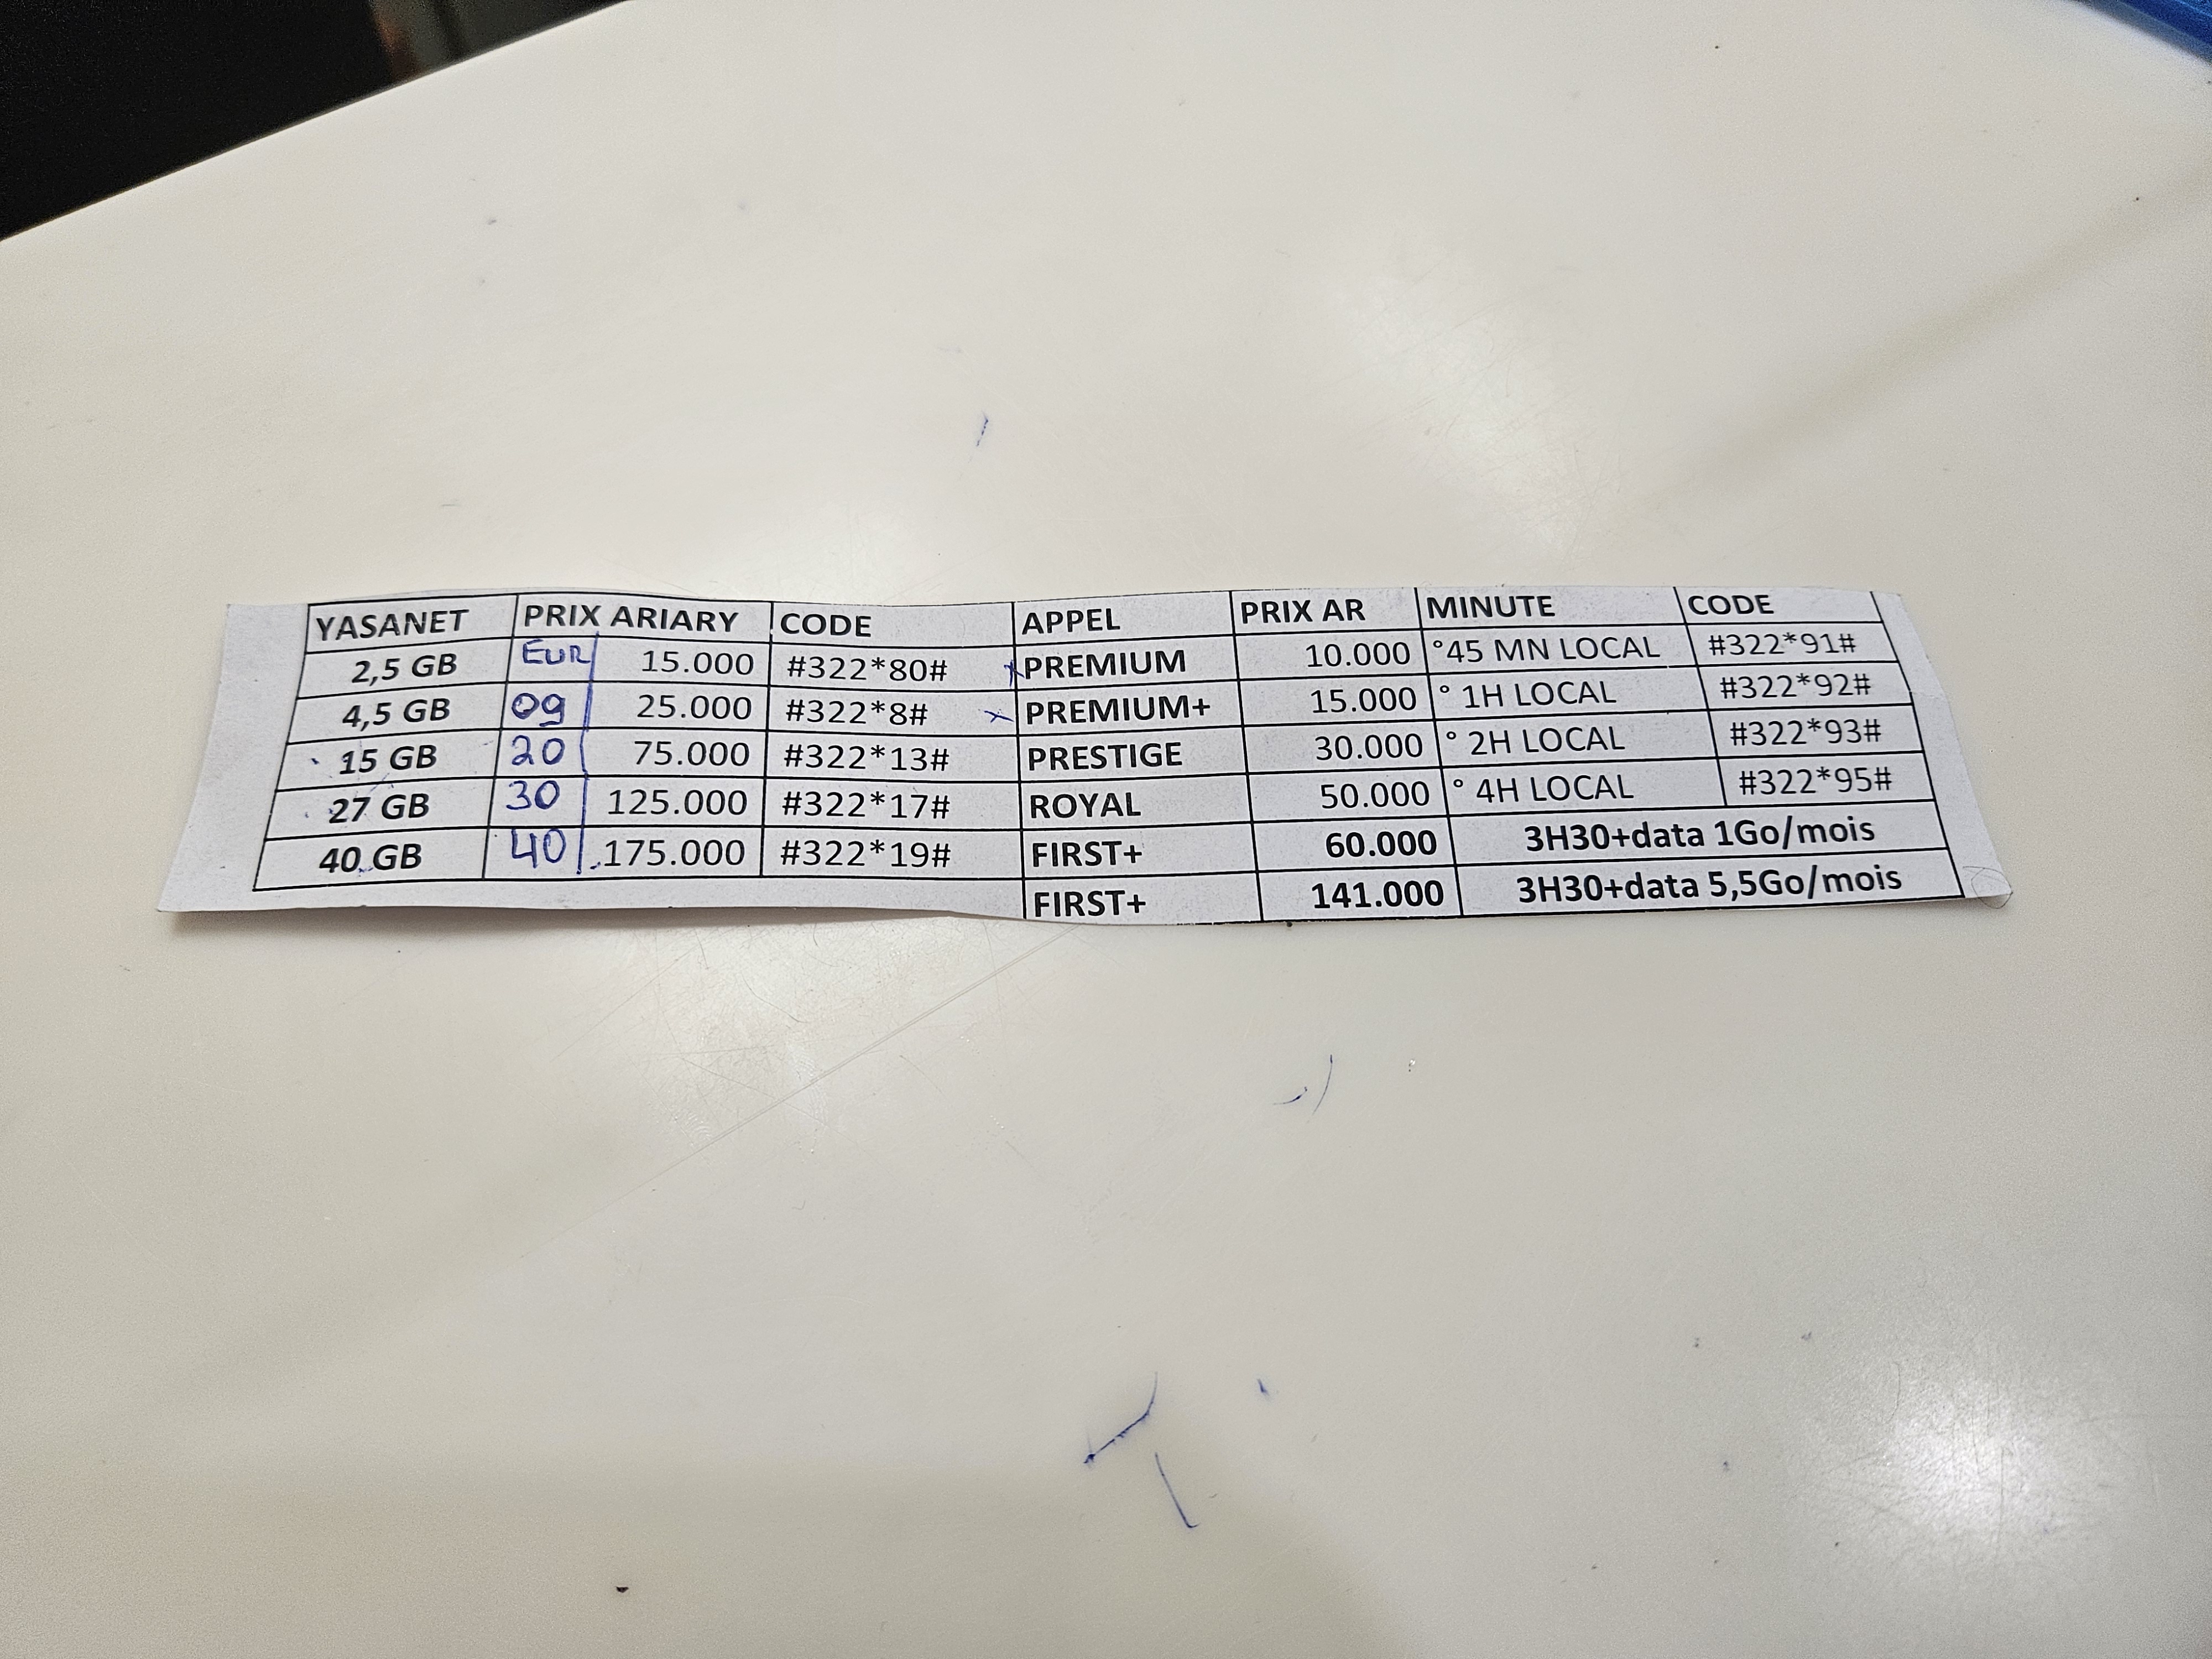 YASANET PRIX ARIARY CODE APPEL PRIX AR MINUTE CODE
2,5 GB EUR 15.000 #322*80# PREMIUM 10.000 °45 MN LOCAL #322*91#
4,5 GB 09 25.000 #322*8# PREMIUM+ 15.000 ° 1H LOCAL #322*92#
15 GB 20 75.000 #322*13# PRESTIGE 30.000 ° 2H LOCAL #322*93#
27 GB 30 125.000 #322*17# ROYAL 50.000 ° 4H LOCAL #322*95#
40 GB 40 175.000 #322*19# FIRST+ 60.000 3H30+data 1Go/mois
FIRST+ 141.000 3H30+data 5,5Go/mois